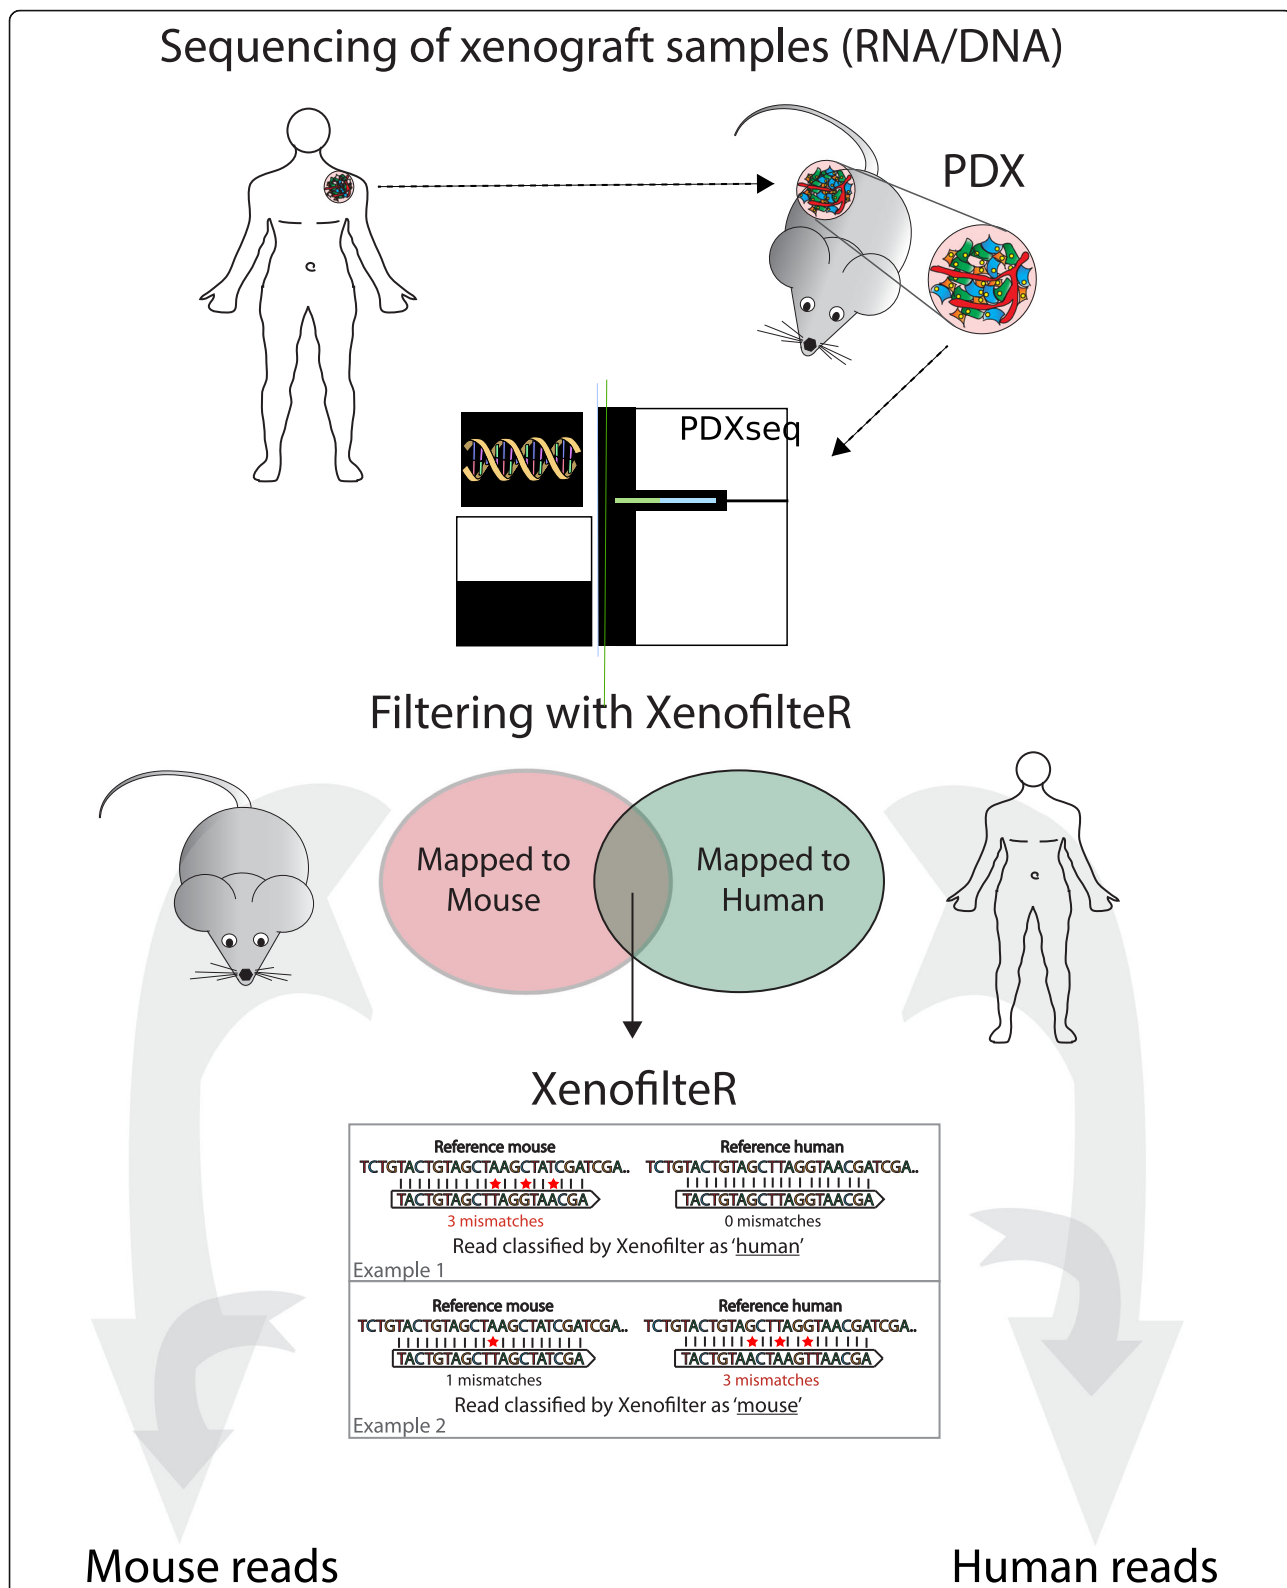 Sequencing of xenograft samples (RNA/DNA)
PDX
PDXseq
Filtering with XenofilteR
Mapped to
Mouse
Mapped to
Human
XenofilteR
Reference mouse
TCTGTACTGTAGCTAAGCTATCGATCGA..
TACTGTAGCTTAGGTAACGA
3 mismatches
Reference human
TCTGTACTGTAGCTTAGGTAACGATCGA..
TACTGTAGCTTAGGTAACGA
0 mismatches
Read classified by Xenofilter as ‘human’
Example 1
Reference mouse
TCTGTACTGTAGCTAAGCTATCGATCGA..
TACTGTAGCTTAGCTATCGA
1 mismatches
Reference human
TCTGTACTGTAGCTTAGGTAACGATCGA..
TACTGTAACTAAGTTAACGA
3 mismatches
Read classified by Xenofilter as ‘mouse’
Example 2
Mouse reads
Human reads